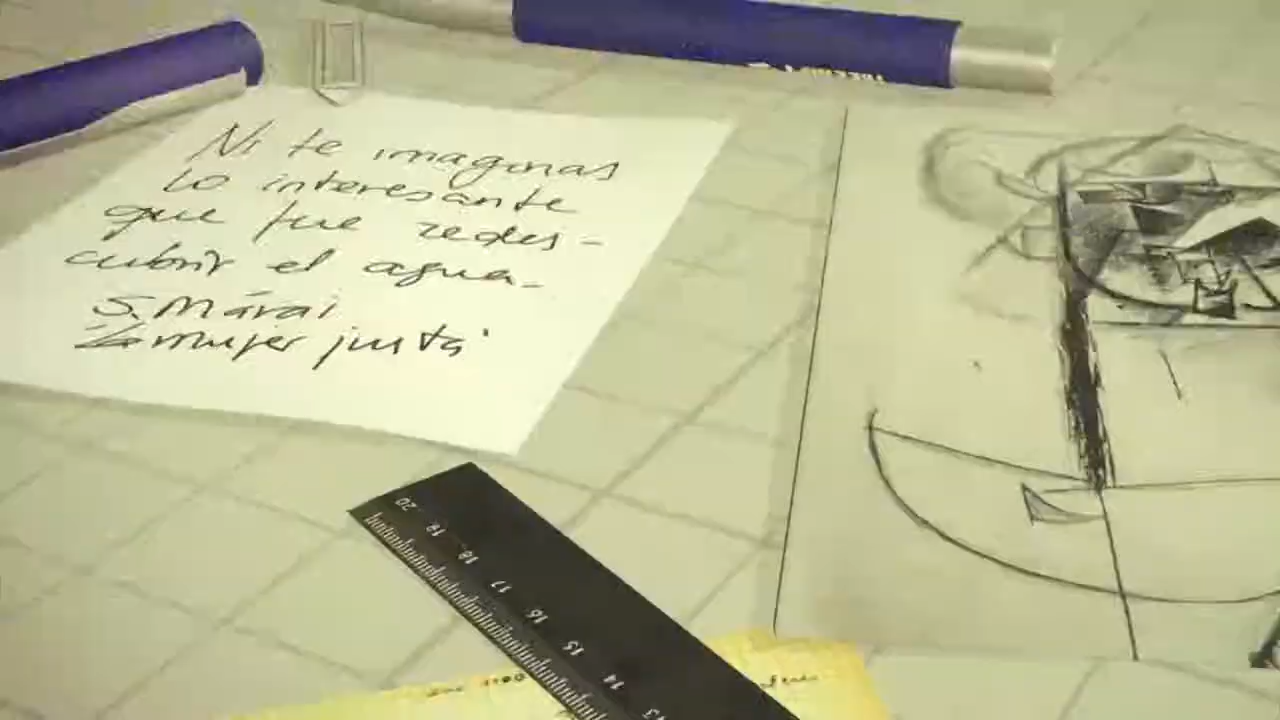 Ni te imaginas
lo interesante
que fue redes-
cubrir el agua.
S. Márai
"La mujer justa"
20 19 18 17 16 15 14 13